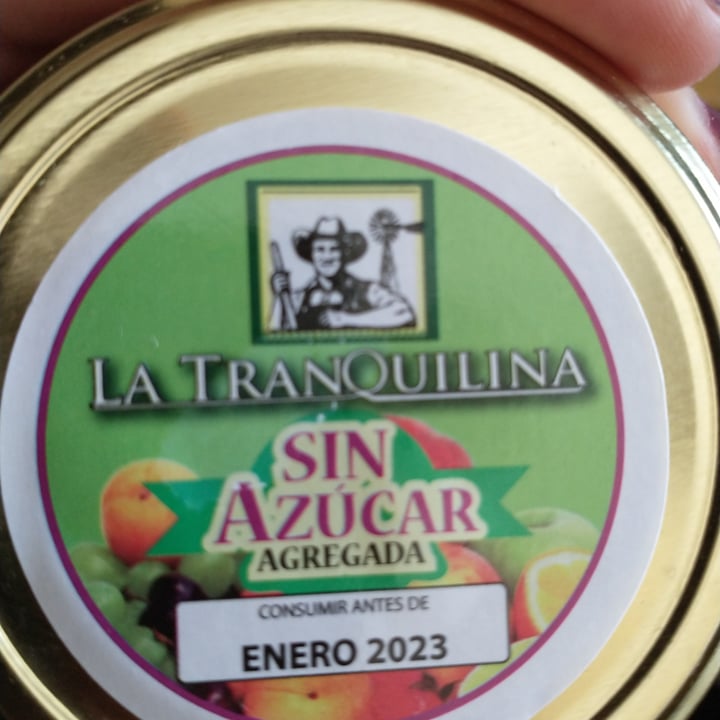 LA TRANQUILINA
SIN
AZÚCAR
AGREGADA
CONSUMIR ANTES DE
ENERO 2023